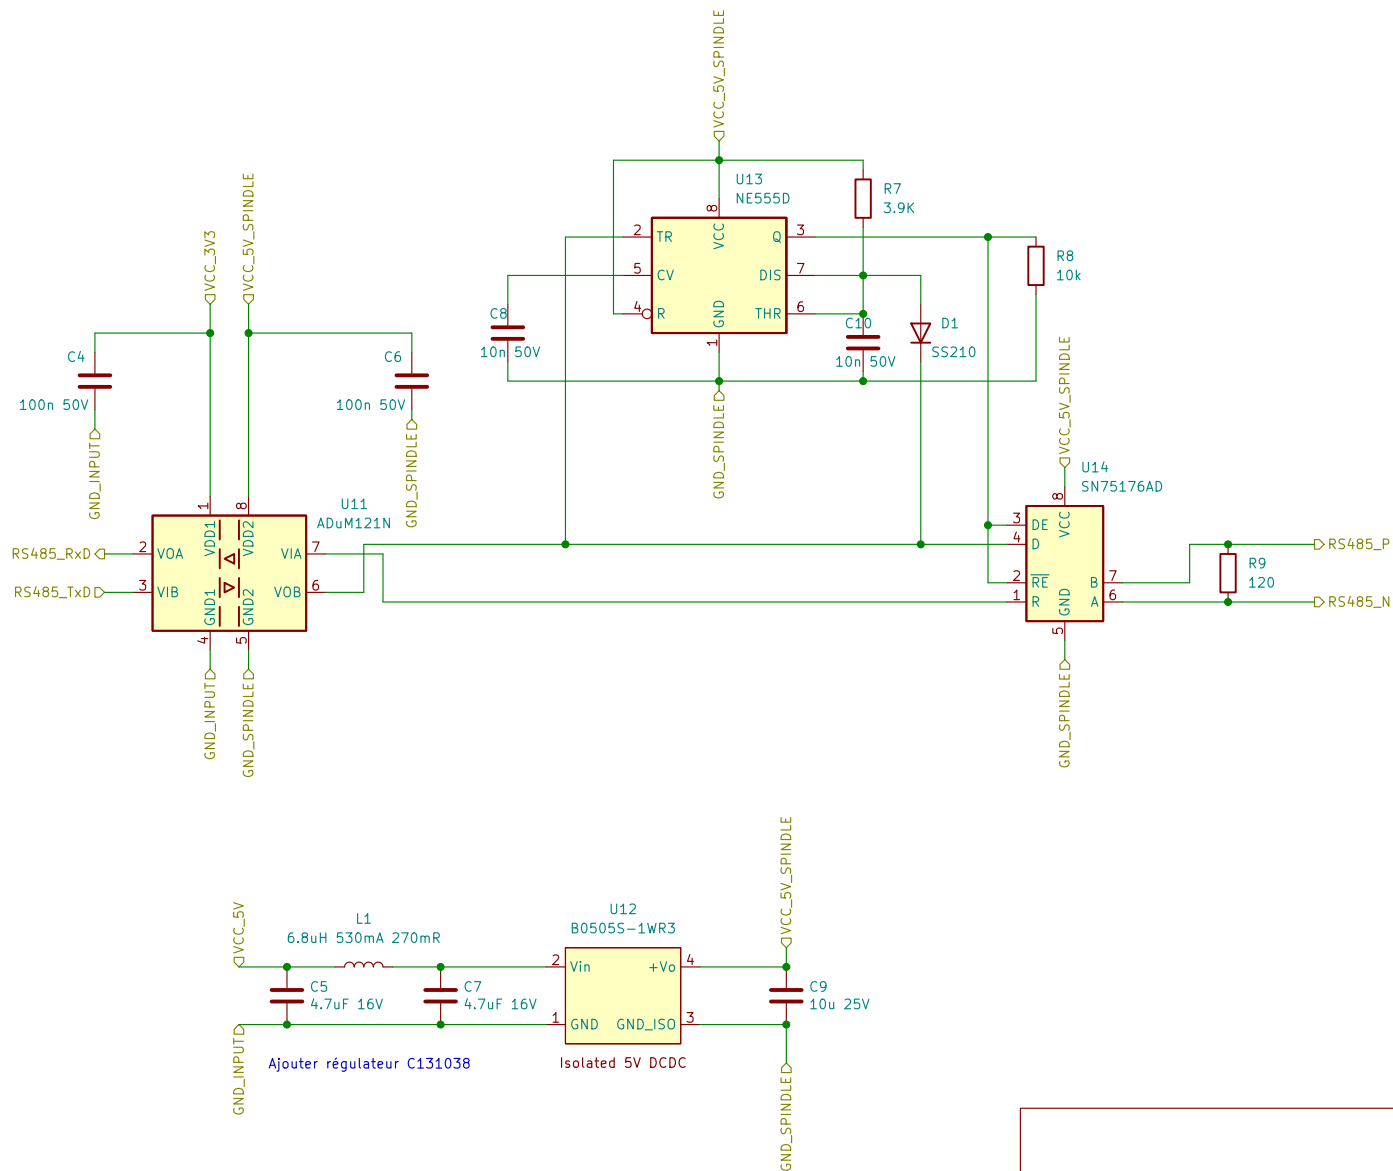 VCC_5V_SPINDLE
U13
NE555D
R7
3.9K
8
VCC
2
TR
Q
3
5
CV
DIS
7
4
R
THR
6
GND
1
R8
10k
C8
10n 50V
C10
10n 50V
D1
SS210
GND_SPINDLE
VCC_3V3
VCC_5V_SPINDLE
C4
100n 50V
GND_INPUT
C6
100n 50V
GND_SPINDLE
U11
ADuM121N
1
8
VDD1
VDD2
RS485_RxD
2
VOA
VIA
7
RS485_TxD
3
VIB
VOB
6
GND1
GND2
4
5
GND_INPUT
GND_SPINDLE
VCC_5V_SPINDLE
U14
SN75176AD
8
VCC
3
DE
4
D
2
RE
1
R
B
7
A
6
GND
5
GND_SPINDLE
R9
120
RS485_P
RS485_N
VCC_5V
L1
6.8uH 530mA 270mR
C5
4.7uF 16V
C7
4.7uF 16V
GND_INPUT
Ajouter régulateur C131038
U12
B0505S-1WR3
2
Vin
+Vo
4
1
GND
GND_ISO
3
Isolated 5V DCDC
VCC_5V_SPINDLE
C9
10u 25V
GND_SPINDLE